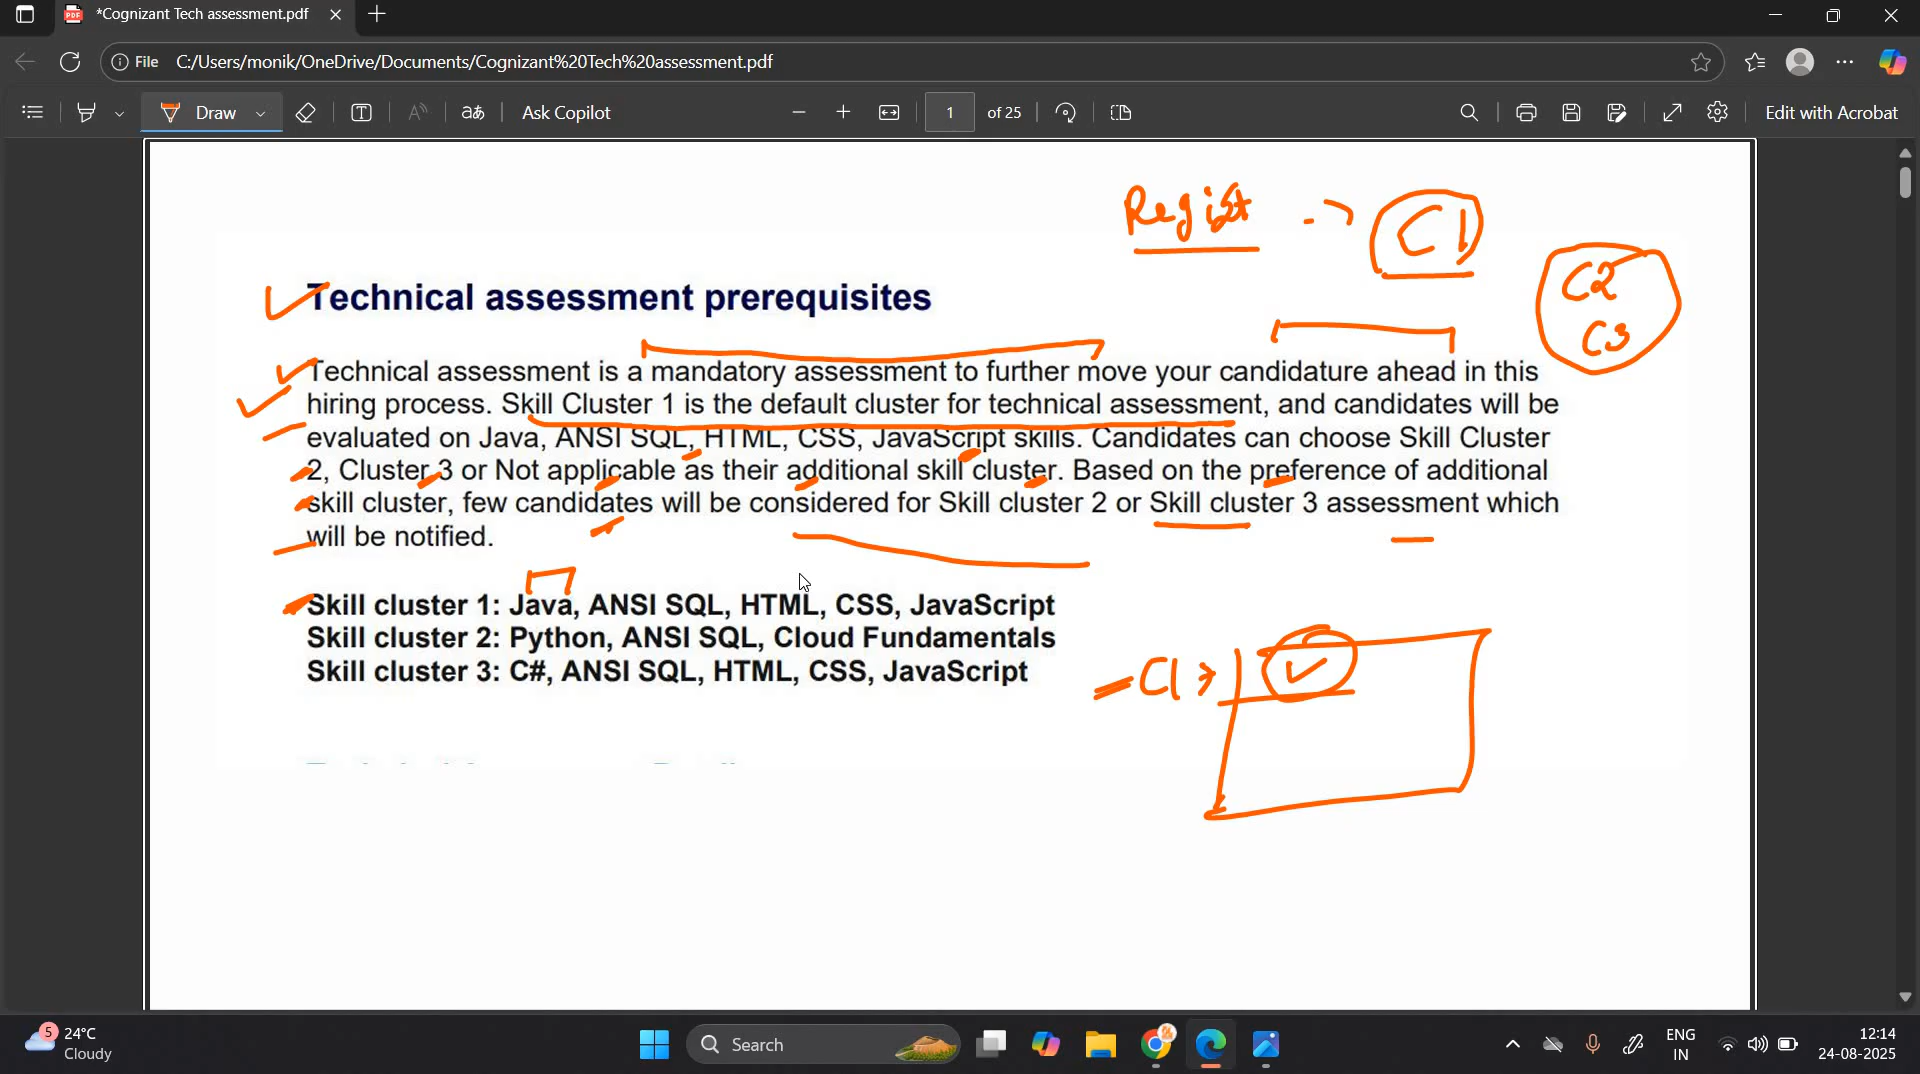 *Cognizant Tech assessment.pdf
File C:/Users/monik/OneDrive/Documents/Cognizant%20Tech%20assessment.pdf
Draw aあ Ask Copilot 1 of 25 Edit with Acrobat
Regist C1
C2
C3
Technical assessment prerequisites
Technical assessment is a mandatory assessment to further move your candidature ahead in this
hiring process. Skill Cluster 1 is the default cluster for technical assessment, and candidates will be
evaluated on Java, ANSI SQL, HTML, CSS, JavaScript skills. Candidates can choose Skill Cluster
2, Cluster 3 or Not applicable as their additional skill cluster. Based on the preference of additional
skill cluster, few candidates will be considered for Skill cluster 2 or Skill cluster 3 assessment which
will be notified.
Skill cluster 1: Java, ANSI SQL, HTML, CSS, JavaScript
Skill cluster 2: Python, ANSI SQL, Cloud Fundamentals
Skill cluster 3: C#, ANSI SQL, HTML, CSS, JavaScript
C1
5 24°C
Cloudy
Search
ENG
IN
12:14
24-08-2025